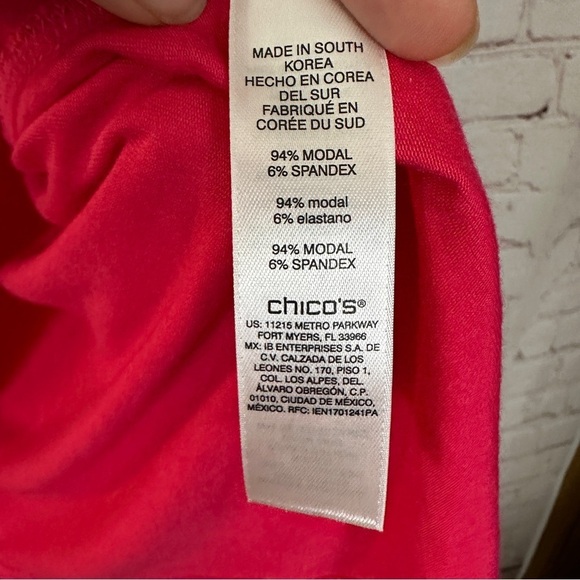 MADE IN SOUTH
KOREA
HECHO EN COREA
DEL SUR
FABRIQUÉ EN
CORÉE DU SUD
94% MODAL
6% SPANDEX
94% modal
6% elastano
94% MODAL
6% SPANDEX
chico's®
US: 11215 METRO PARKWAY
FORT MYERS, FL 33966
MX: IB ENTERPRISES S.A. DE
C.V. CALZADA DE LOS
LEONES NO. 170, PISO 1,
COL. LOS ALPES, DEL.
ÁLVARO OBREGÓN, C.P.
01010, CIUDAD DE MÉXICO,
MÉXICO. RFC: IEN1701241PA